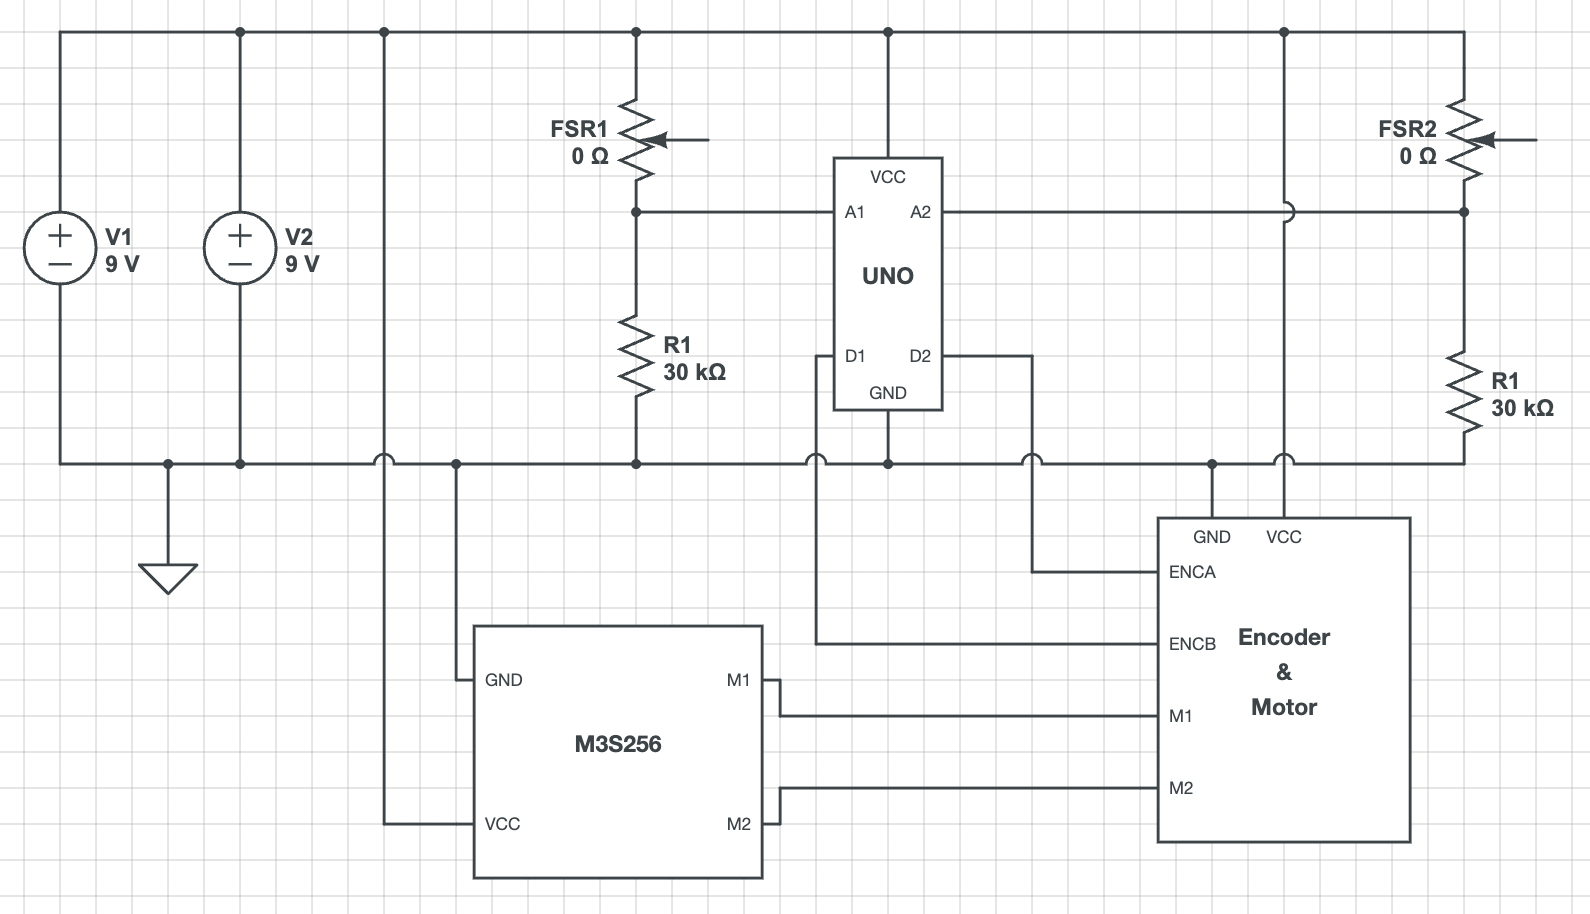 FSR1
0 Ω
FSR2
0 Ω
VCC
A1
A2
V1
9 V
V2
9 V
UNO
R1
30 kΩ
D1
D2
GND
R1
30 kΩ
GND
VCC
ENCA
ENCB
Encoder
&
Motor
GND
M1
M1
M3S256
M2
VCC
M2